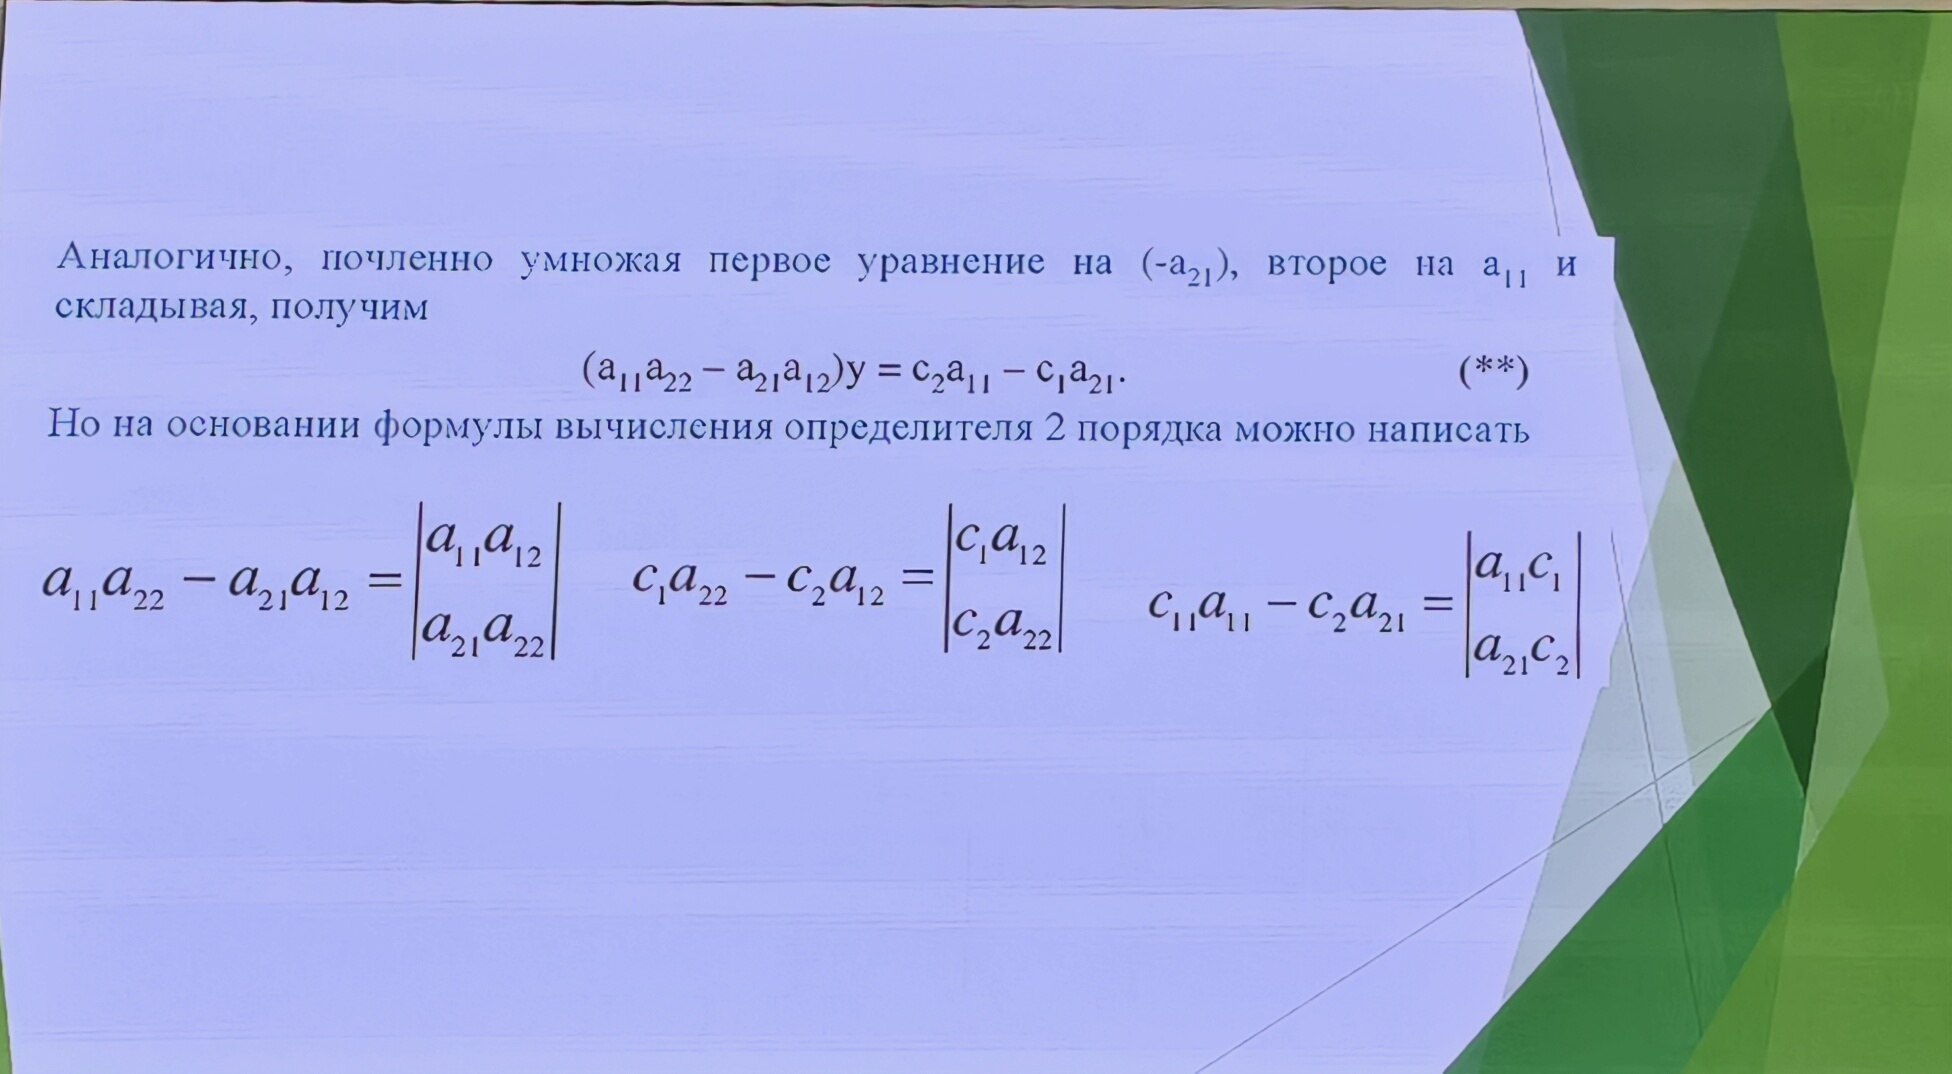 Аналогично, почленно умножая первое уравнение на (-a₂₁), второе на a₁₁ и
складывая, получим
(a₁₁a₂₂ – a₂₁a₁₂)y = c₂a₁₁ – c₁a₂₁. (**)
Но на основании формулы вычисления определителя 2 порядка можно написать
a₁₁a₂₂ − a₂₁a₁₂ = |a₁₁a₁₂ / a₂₁a₂₂| c₁a₂₂ − c₂a₁₂ = |c₁a₁₂ / c₂a₂₂| c₁₁a₁₁ − c₂a₂₁ = |a₁₁c₁ / a₂₁c₂|